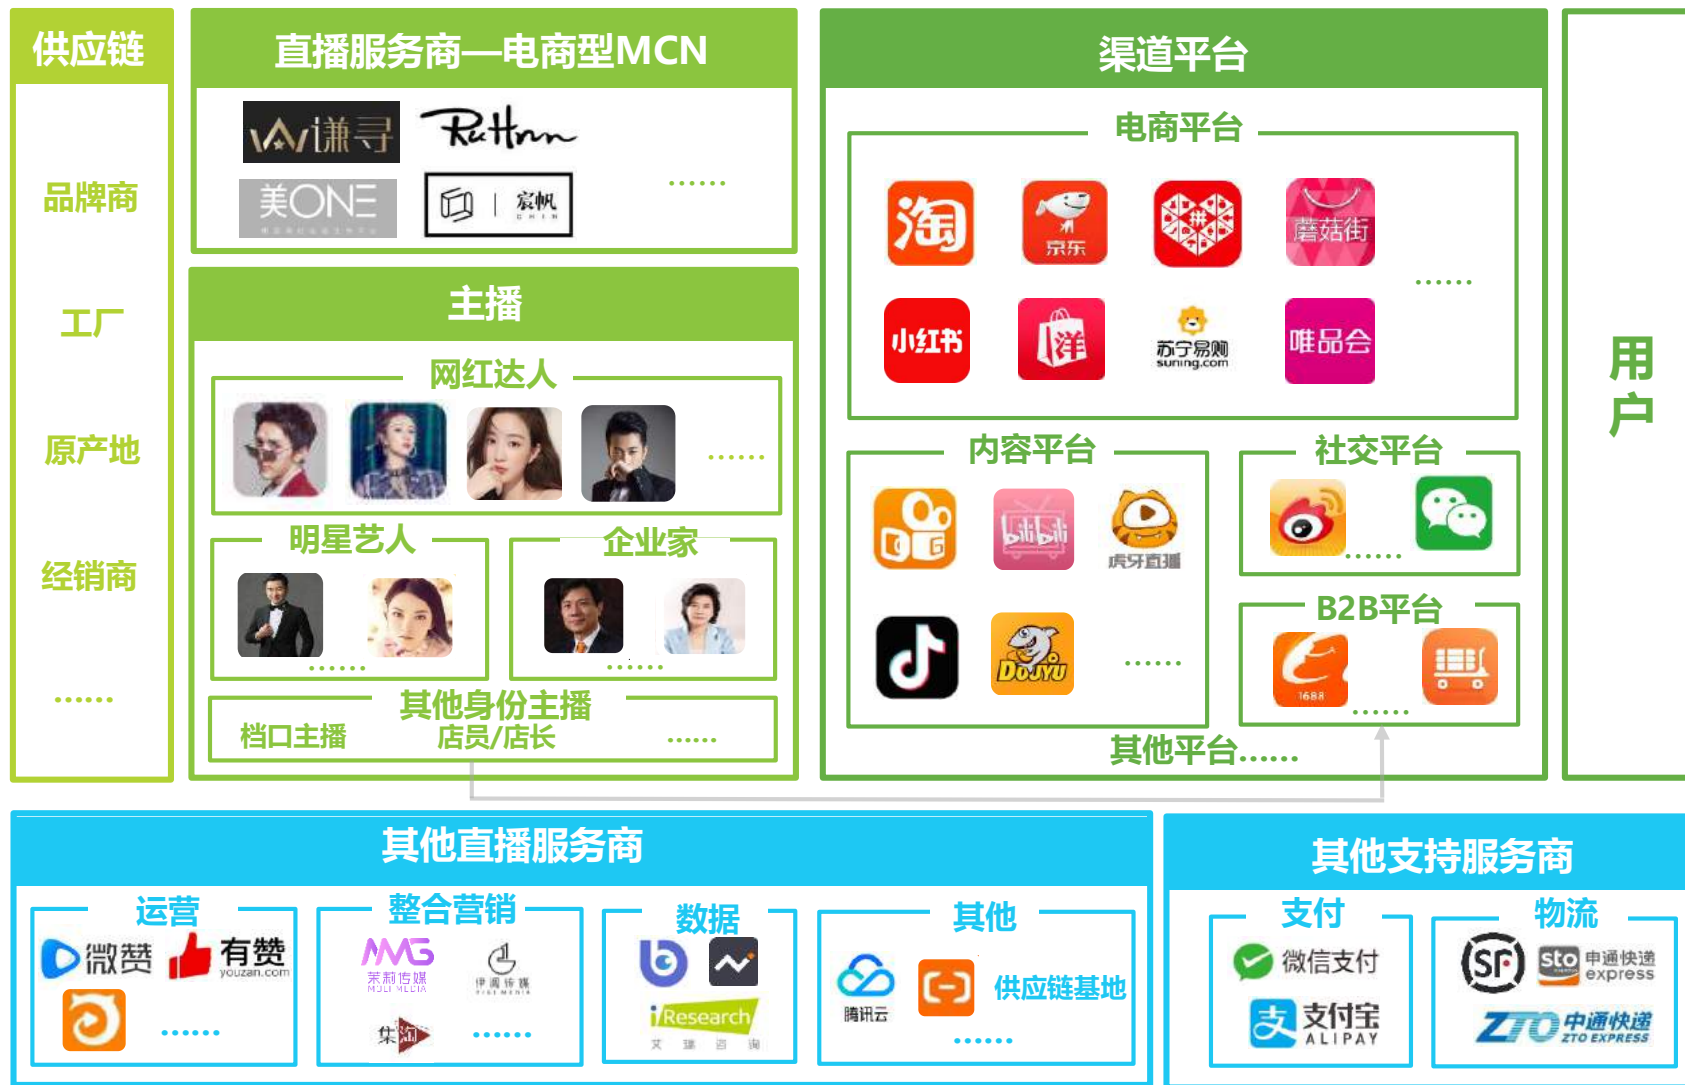 供应链
品牌商
工厂
原产地
经销商
......
直播服务商—电商型MCN
谦寻
RuHnn
美ONE
宸帆
CHIN
......
主播
网红达人
......
明星艺人
......
企业家
......
其他身份主播
档口主播
店员/店长
......
渠道平台
电商平台
淘
京东
拼
蘑菇街
......
小红书
洋
苏宁易购
suning.com
唯品会
内容平台
bilibili
虎牙直播
DOUYU
......
社交平台
......
B2B平台
1688
......
其他平台......
用
户
其他直播服务商
运营
微赞
有赞
youzan.com
......
整合营销
茉莉传媒
MOLI MEDIA
伊阁传媒
集淘
......
数据
iResearch
艾瑞咨询
其他
腾讯云
供应链基地
......
其他支持服务商
支付
微信支付
支付宝
ALIPAY
物流
SF
sto
申通快递
express
ZTO
中通快递
ZTO EXPRESS